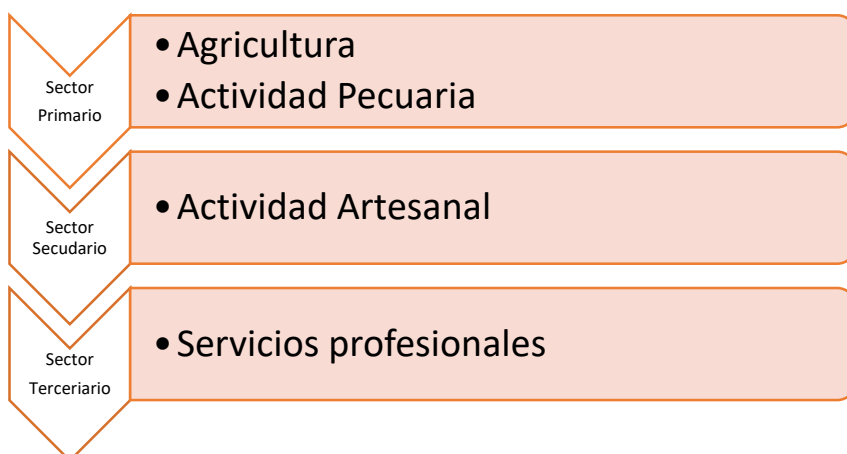 Sector
Primario
• Agricultura
• Actividad Pecuaria
Sector
Secudario
• Actividad Artesanal
Sector
Terceriario
• Servicios profesionales